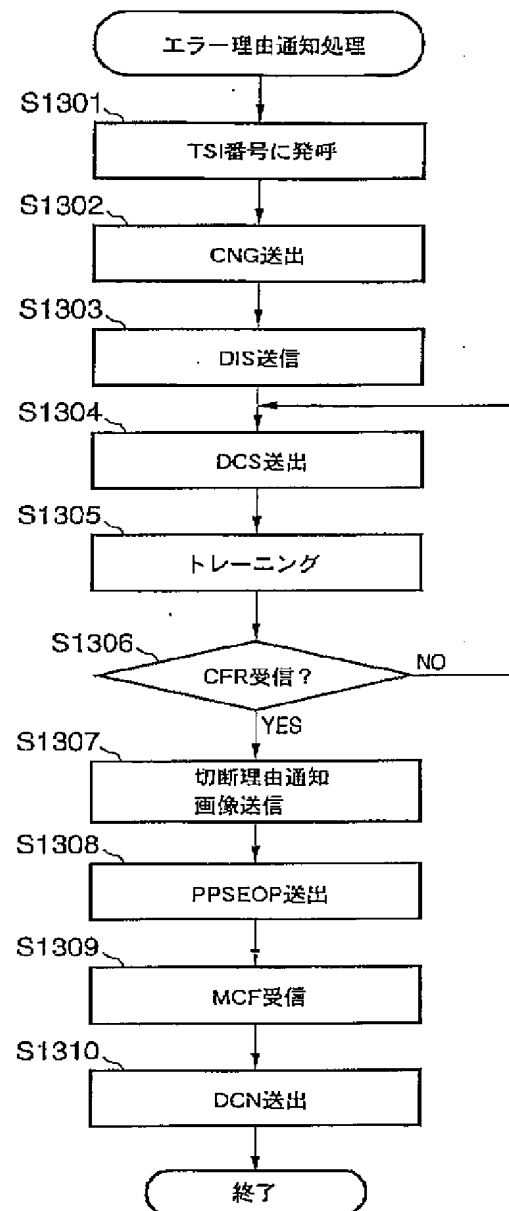 エラー理由通知処理
S1301
TSI番号に発呼
S1302
CNG送出
S1303
DIS送信
S1304
DCS送出
S1305
トレーニング
S1306
CFR受信？
NO
YES
S1307
切断理由通知
画像送信
S1308
PPSEOP送出
S1309
MCF受信
S1310
DCN送出
終了